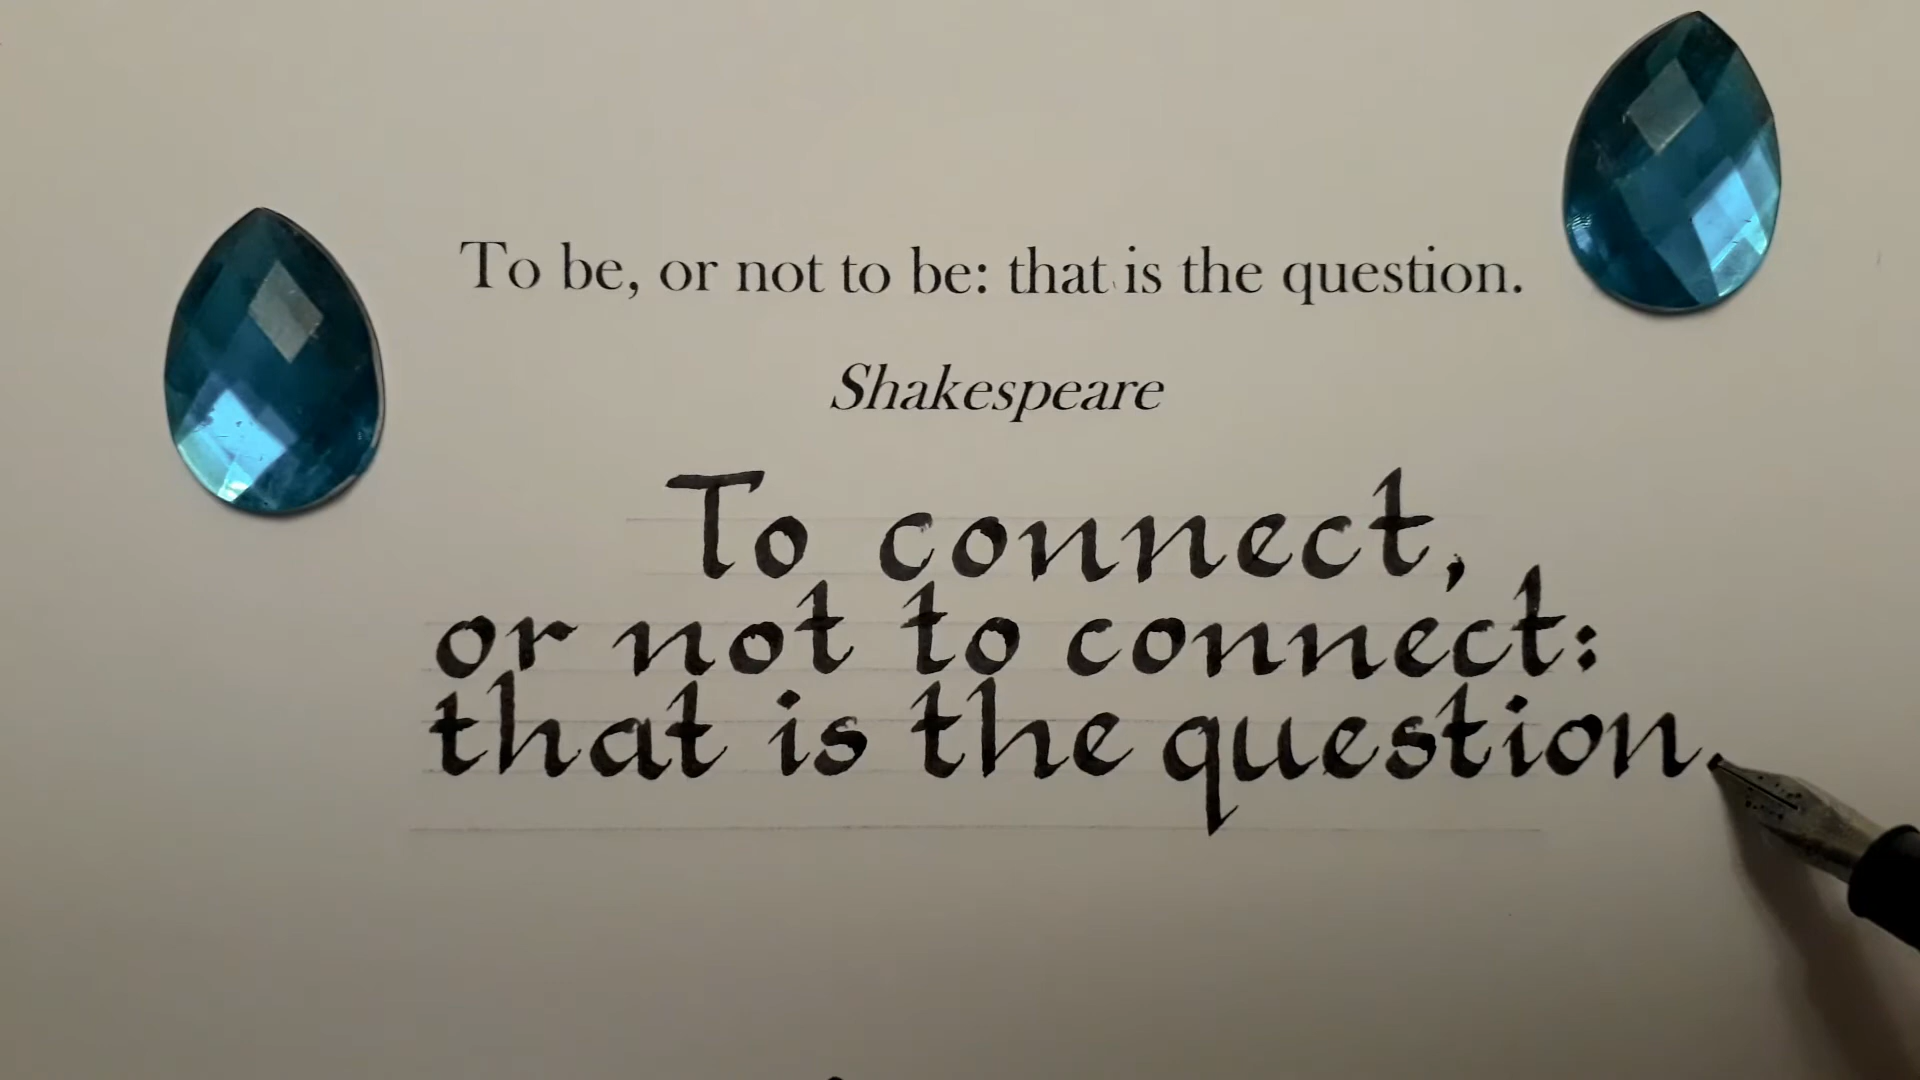 To be, or not to be: that is the question.
Shakespeare
To connect,
or not to connect:
that is the question.